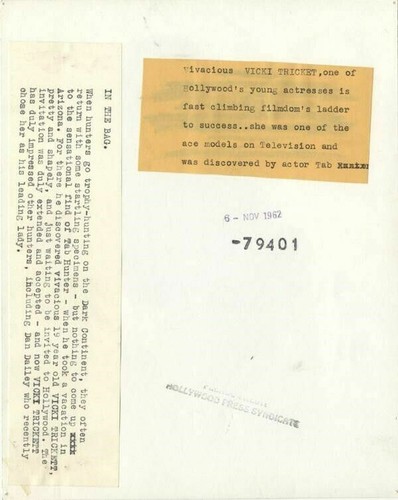 IN THE BAG.
When hunters go trophy-hunting on the Dark Continent, they often
return with some startling specimens - but nothing to come up
to the sensational find of Tab Hunter - when he took a vacation in
Arizona. For there he discovered vivacious 19 year old VICKI TRICKETT,
pretty and shapely, and just waiting to be invited to Hollywood. The
invitation was duly extended and accepted - and now VICKI TRICKETT
has duly impressed other hunters, including Dan Dailey who recently
chose her as his leading lady.
vivacious VICKI TRICKET,one of
Hollywood's young actresses is
fast climbing filmdom's ladder
to success..she was one of the
ace models on Television and
was discovered by actor Tab
6 - NOV 1962
-79401
HOLLYWOOD PRESS SYNDICATE